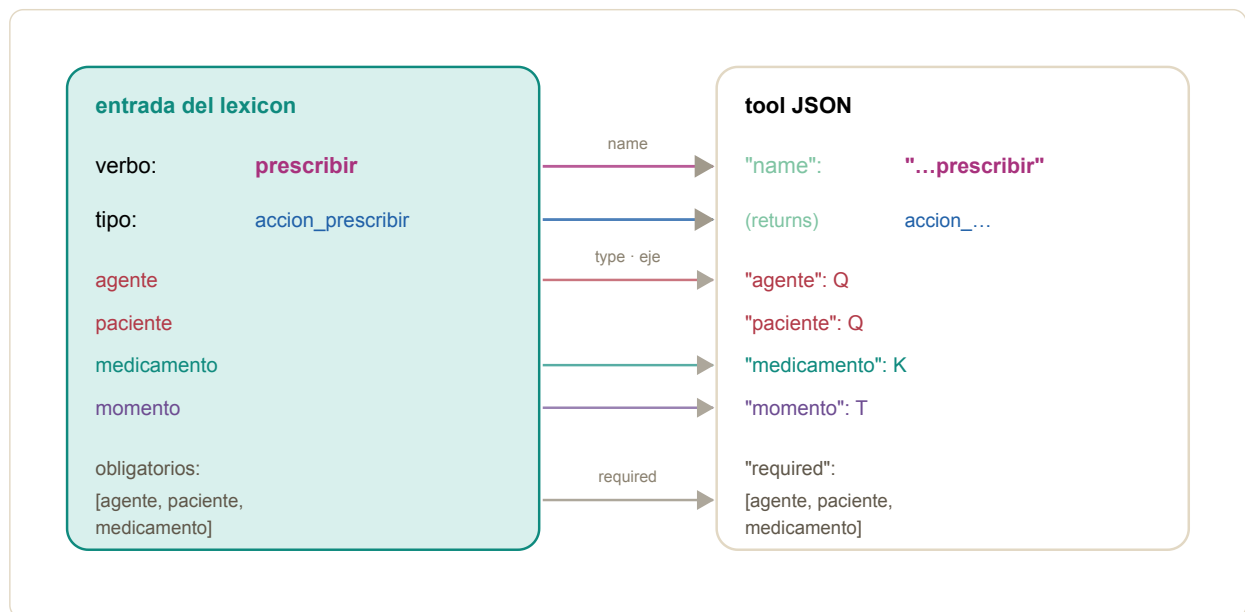 entrada del lexicon
verbo: prescribir
tipo: accion_prescribir
agente
paciente
medicamento
momento
obligatorios:
[agente, paciente,
medicamento]
name
type · eje
required
tool JSON
"name": "…prescribir"
(returns) accion_…
"agente": Q
"paciente": Q
"medicamento": K
"momento": T
"required":
[agente, paciente,
medicamento]